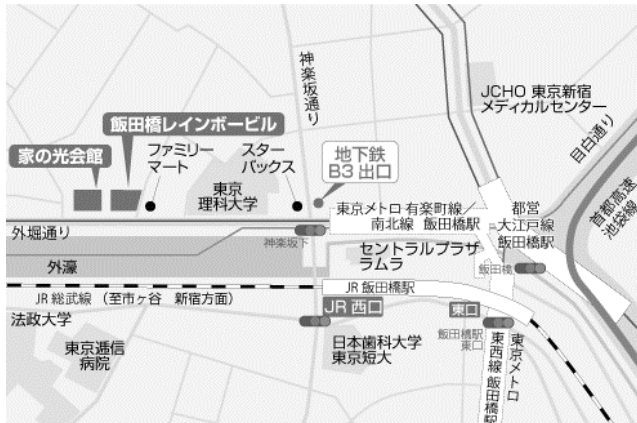 神楽坂通り
JCHO 東京新宿
メディカルセンター
目白通り
飯田橋レインボービル
家の光会館
ファミリー
マート
スター
バックス
地下鉄
B3 出口
東京
理科大学
首都高速
池袋線
東京メトロ 有楽町線／
南北線 飯田橋駅
都営
大江戸線
飯田橋駅
外堀通り
神楽坂下
セントラルプラザ
ラムラ
飯田橋
外濠
JR 飯田橋駅
JR 総武線 （至市ヶ谷 新宿方面）
JR 西口
東口
法政大学
飯田橋駅
東口
日本歯科大学
東京短大
東京逓信
病院
東京メトロ
東西線 飯田橋駅